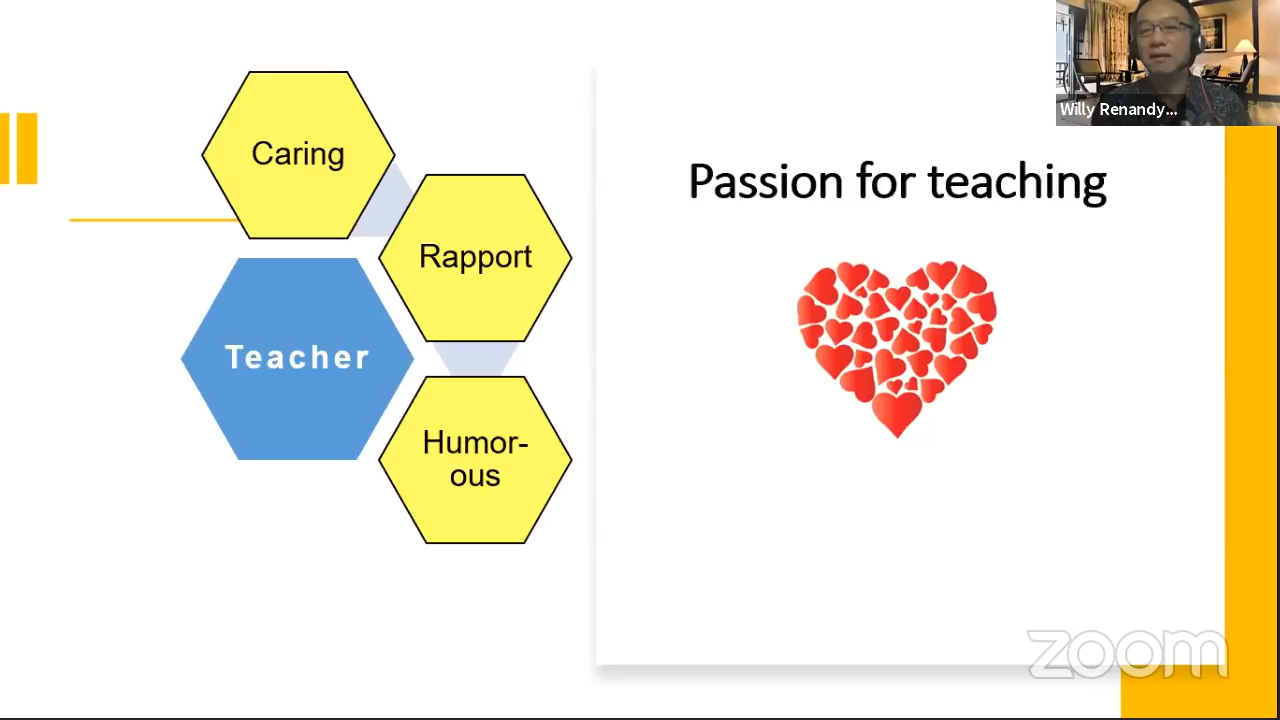 Willy Renandy...
Caring
Passion for teaching
Rapport
Teacher
Humor-
ous
zoom